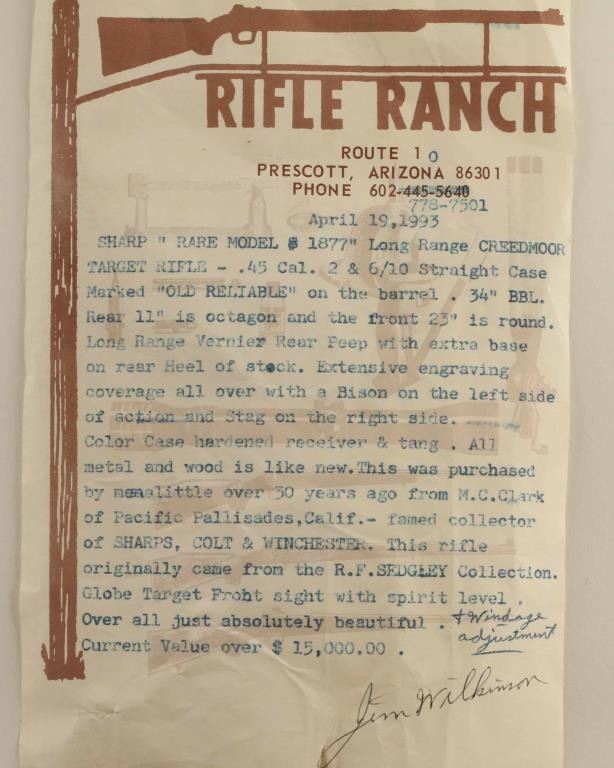 RIFLE RANCH
ROUTE 10
PRESCOTT, ARIZONA 86301
PHONE 602-445-5640
778-7501
April 19,1993
SHARP " RARE MODEL # 1877" Long Range CREEDMOOR
TARGET RIFLE - .45 Cal. 2 & 6/10 Straight Case
Marked "OLD RELIABLE" on the barrel . 34" BBL.
Rear 11" is octagon and the front 23" is round.
Long Range Vernier Rear Peep with extra base
on rear Heel of stock. Extensive engraving
coverage all over with a Bison on the left side
of action and Stag on the right side.
Color Case hardened receiver & tang . All
metal and wood is like new.This was purchased
by me a little over 30 years ago from M.C.Clark
of Pacific Pallisades,Calif.- famed collector
of SHARPS, COLT & WINCHESTER. This rifle
originally came from the R.F.SEDGLEY Collection.
Globe Target Froht sight with spirit level .
Over all just absolutely beautiful . + Windage
adjustment
Current Value over $ 15,000.00 .
Jim Wilkinson